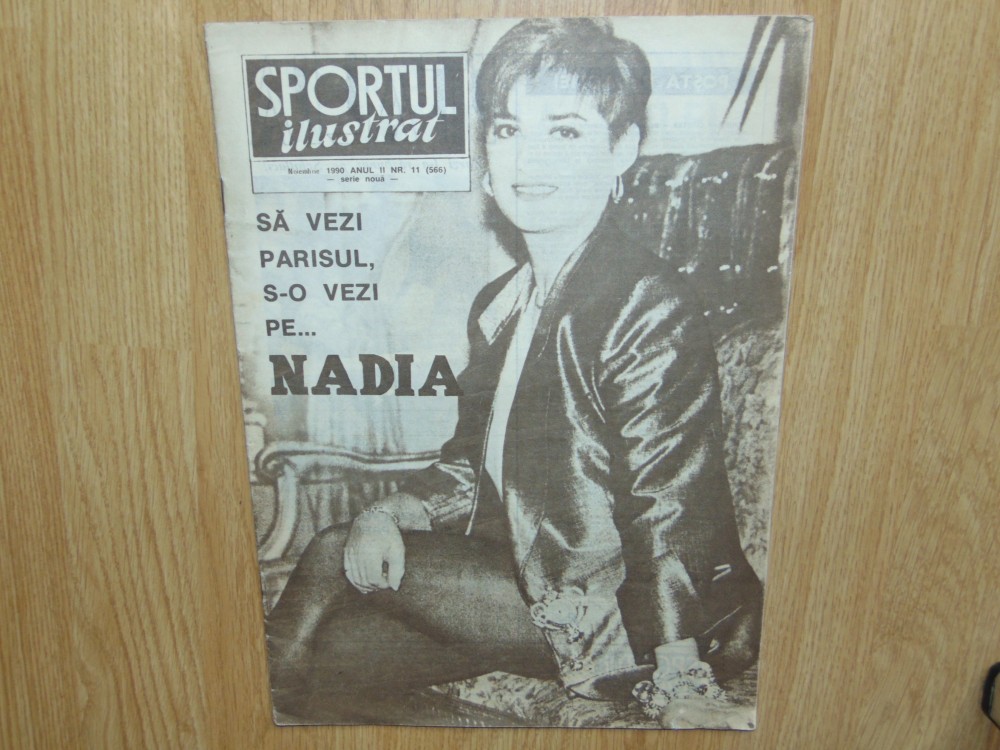 SPORTUL
ilustrat
Noiembrie 1990 ANUL II NR. 11 (566)
— serie nouă —
SĂ VEZI
PARISUL,
S-O VEZI
PE...
NADIA